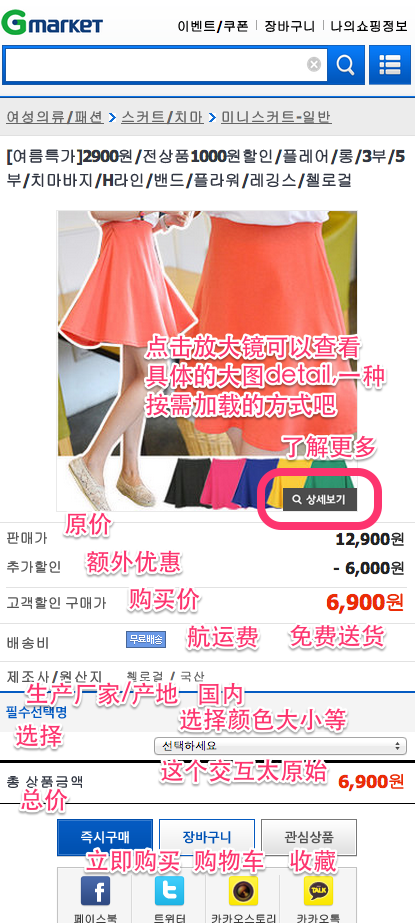 Gmarket
이벤트/쿠폰 장바구니 나의쇼핑정보
여성의류/패션 > 스커트/치마 > 미니스커트-일반
[여름특가]2900원/전상품1000원할인/플레어/롱/3부/5
부/치마바지/H라인/밴드/플라워/레깅스/첼로걸
点击放大镜可以查看
具体的大图detail,一种
按需加载的方式吧
了解更多
상세보기
原价
판매가 12,900원
추가할인 额外优惠 - 6,000원
고객할인 구매가 购买价 6,900원
배송비 무료배송 航运费 免费送货
제조사/원산지 첼로걸 / 국산
生产厂家/产地 国内
필수선택명
选择颜色大小等
选择
선택하세요
这个交互太原始
총 상품금액 6,900원
总价
즉시구매 장바구니 관심상품
立即购买 购物车 收藏
TALK
페이스북 트위터 카카오스토리 카카오톡